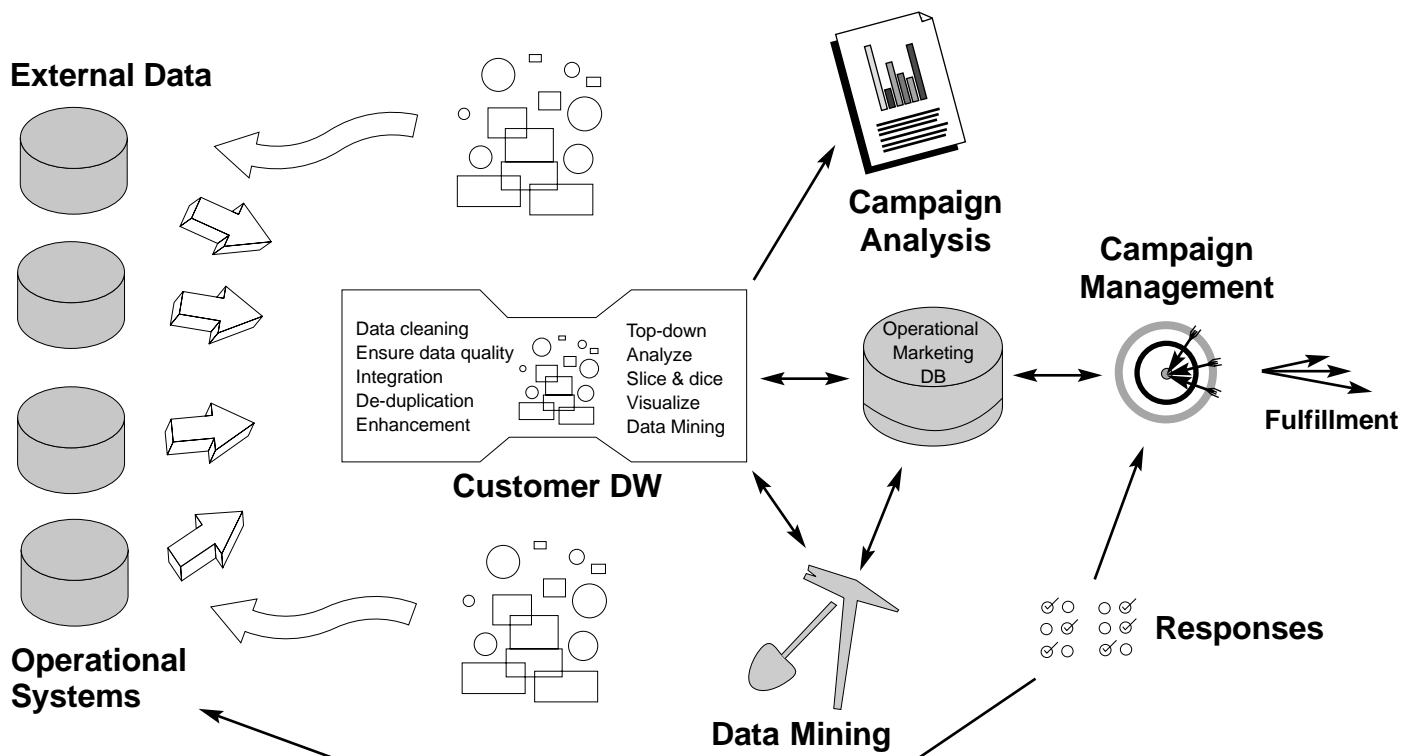 External Data
Campaign
Analysis
Campaign
Management
Data cleaning
Ensure data quality
Integration
De-duplication
Enhancement
Top-down
Analyze
Slice & dice
Visualize
Data Mining
Operational
Marketing
DB
Fulfillment
Customer DW
Responses
Operational
Systems
Data Mining